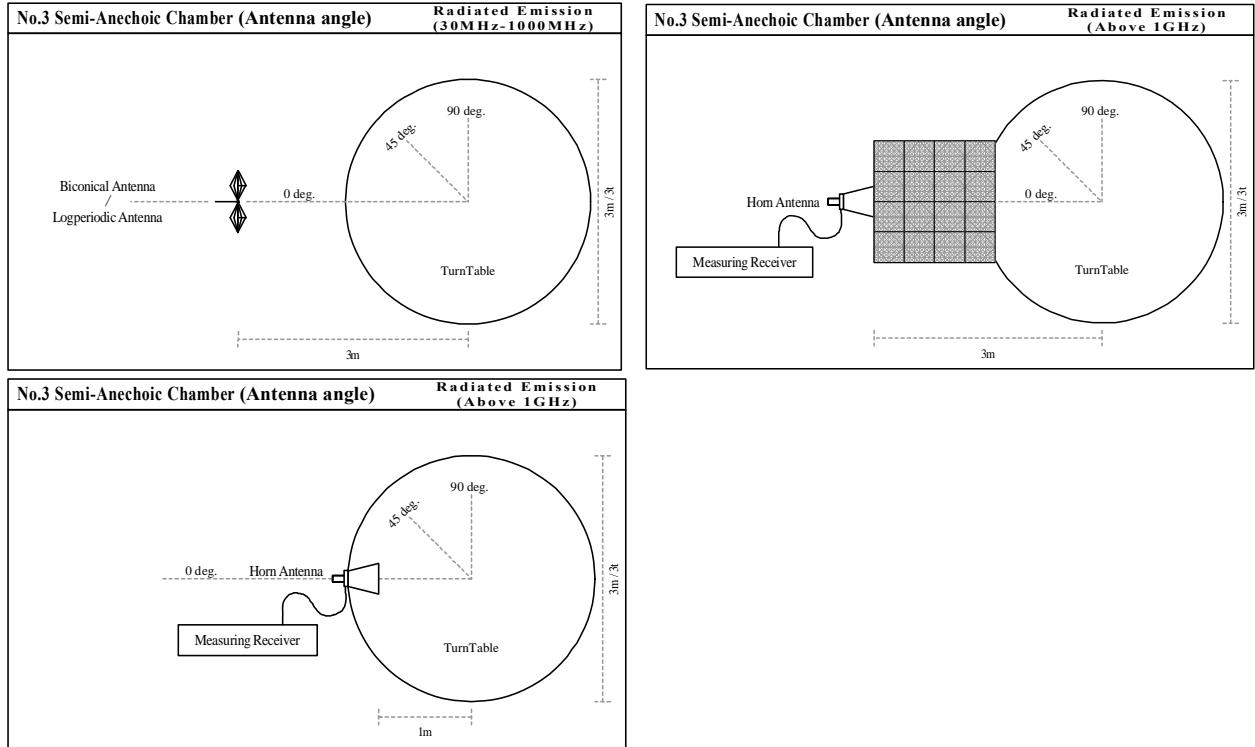 No.3 Semi-Anechoic Chamber (Antenna angle)
Radiated Emission
(30MHz-1000MHz)
90 deg.
45 deg.
Biconical Antenna
0 deg.
Logperiodic Antenna
TurnTable
3m / 3t
3m
No.3 Semi-Anechoic Chamber (Antenna angle)
Radiated Emission
(Above 1GHz)
90 deg.
45 deg.
Horn Antenna
0 deg.
Measuring Receiver
TurnTable
3m / 3t
3m
No.3 Semi-Anechoic Chamber (Antenna angle)
Radiated Emission
(Above 1GHz)
90 deg.
45 deg.
0 deg.
Horn Antenna
Measuring Receiver
TurnTable
3m / 3t
1m